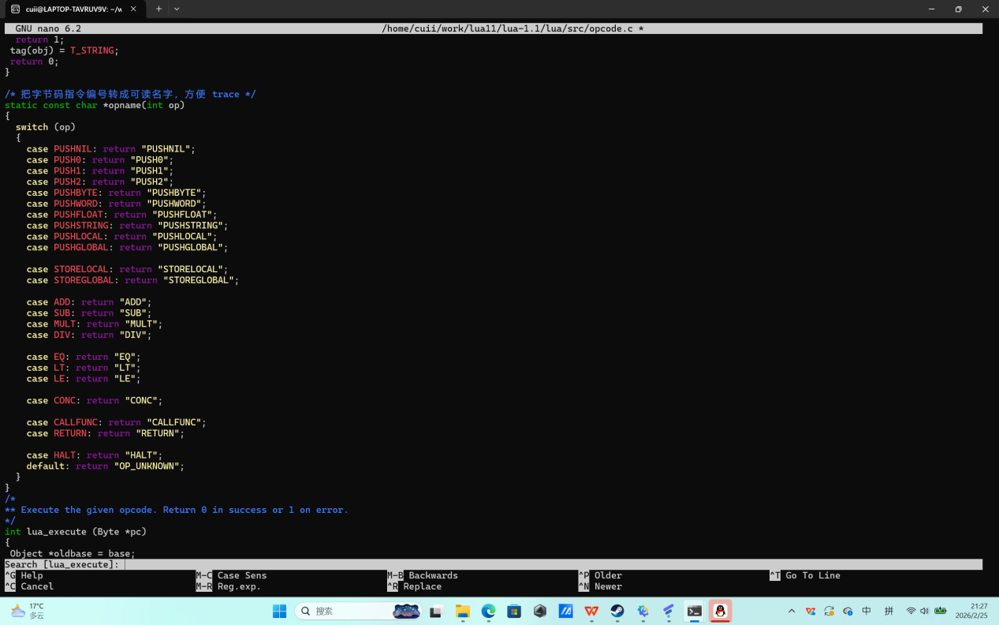 cuii@LAPTOP-TAVRUV9V: ~/w
GNU nano 6.2 /home/cuii/work/lua11/lua-1.1/lua/src/opcode.c *
return 1;
tag(obj) = T_STRING;
return 0;
}
/* 把字节码指令编号转成可读名字，方便 trace */
static const char *opname(int op)
{
switch (op)
{
case PUSHNIL: return "PUSHNIL";
case PUSH0: return "PUSH0";
case PUSH1: return "PUSH1";
case PUSH2: return "PUSH2";
case PUSHBYTE: return "PUSHBYTE";
case PUSHWORD: return "PUSHWORD";
case PUSHFLOAT: return "PUSHFLOAT";
case PUSHSTRING: return "PUSHSTRING";
case PUSHLOCAL: return "PUSHLOCAL";
case PUSHGLOBAL: return "PUSHGLOBAL";
case STORELOCAL: return "STORELOCAL";
case STOREGLOBAL: return "STOREGLOBAL";
case ADD: return "ADD";
case SUB: return "SUB";
case MULT: return "MULT";
case DIV: return "DIV";
case EQ: return "EQ";
case LT: return "LT";
case LE: return "LE";
case CONC: return "CONC";
case CALLFUNC: return "CALLFUNC";
case RETURN: return "RETURN";
case HALT: return "HALT";
default: return "OP_UNKNOWN";
}
}
/*
** Execute the given opcode. Return 0 in success or 1 on error.
*/
int lua_execute (Byte *pc)
{
Object *oldbase = base;
Search [lua_execute]:
^G Help M-C Case Sens M-B Backwards ^P Older ^T Go To Line
^C Cancel M-R Reg.exp. ^R Replace ^N Newer
17°C
多云
搜索
中 拼
21:27
2026/2/25